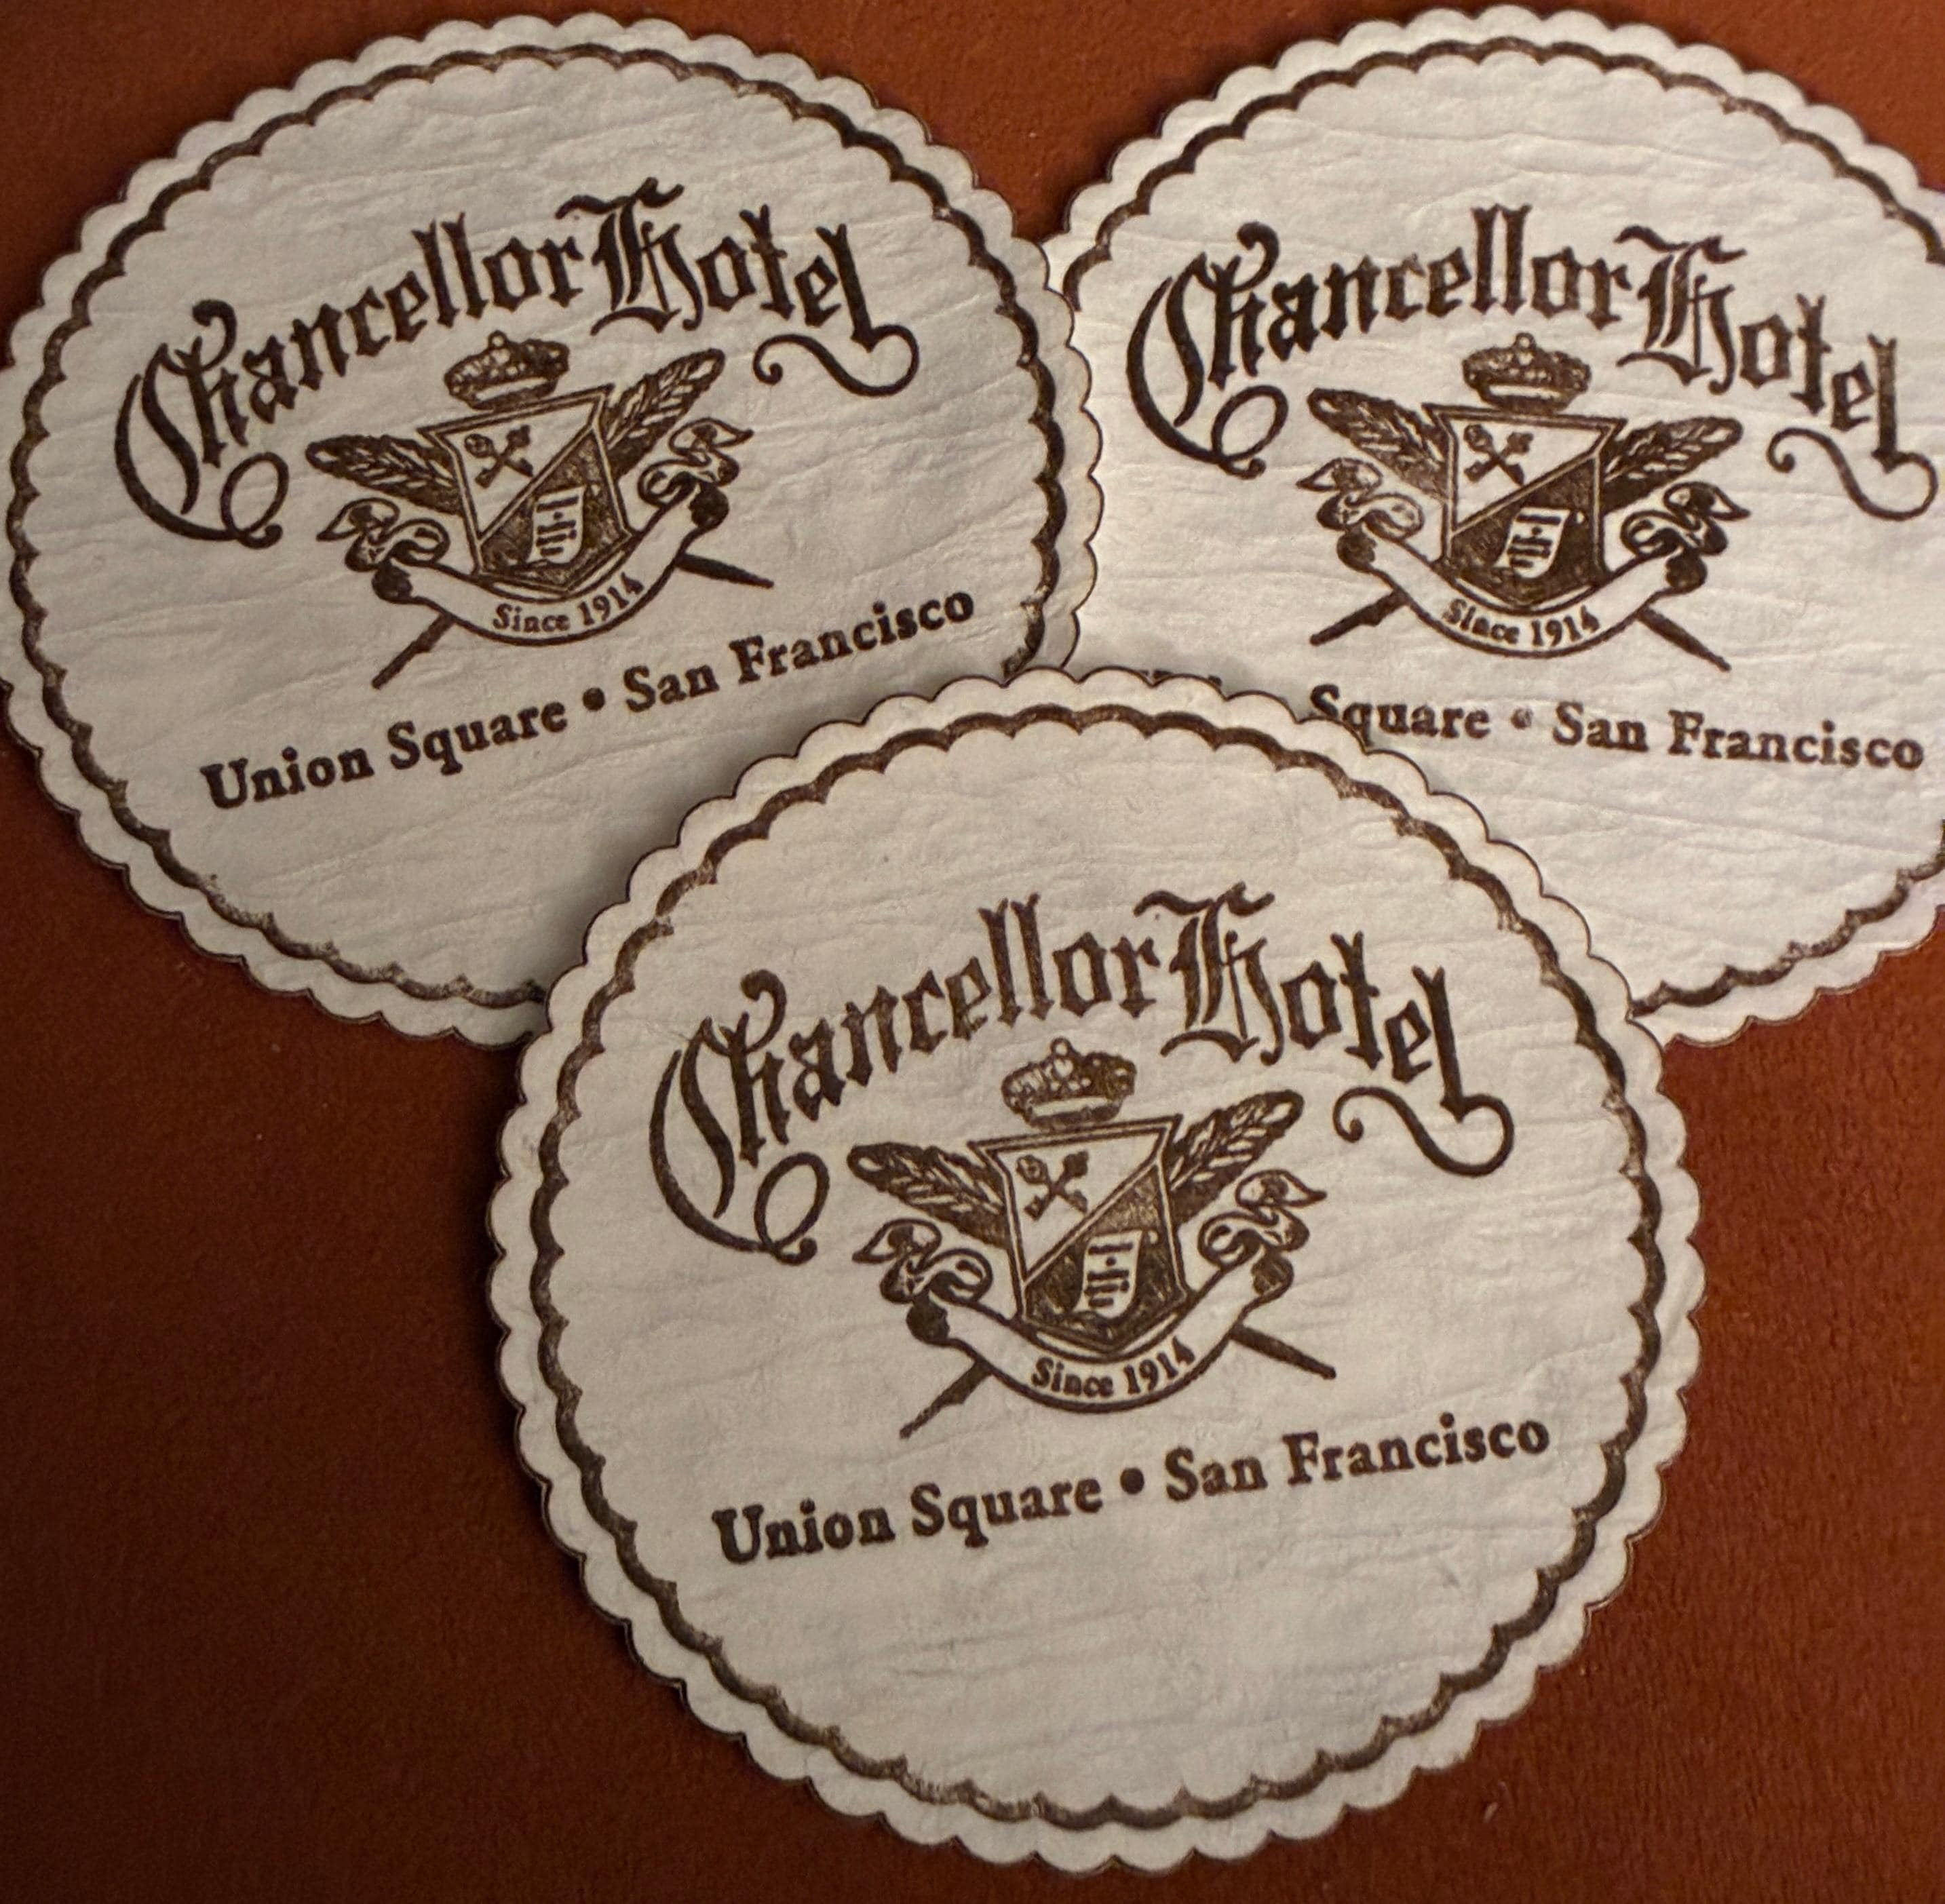 Chancellor Hotel
Since 1914
Union Square • San Francisco
Chancellor Hotel
Since 1914
Square • San Francisco
Chancellor Hotel
Since 1914
Union Square • San Francisco